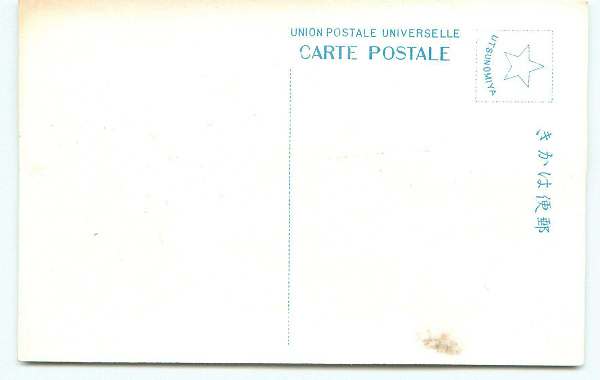 UNION POSTALE UNIVERSELLE
CARTE POSTALE
UTSUNOMIYA
郵便はかき